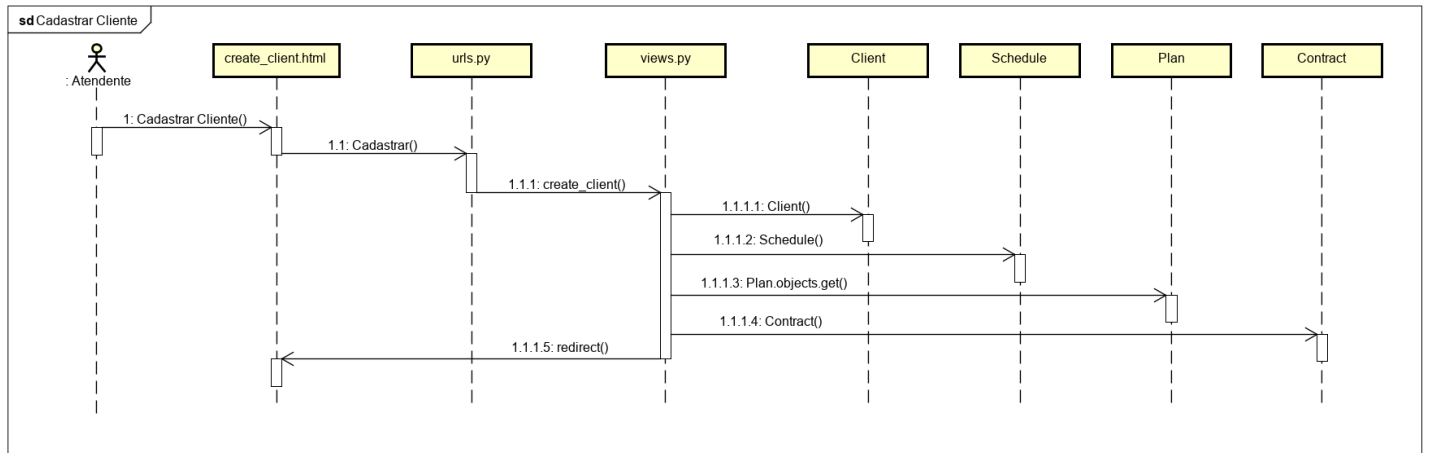 sd Cadastrar Cliente
: Atendente
create_client.html
urls.py
views.py
Client
Schedule
Plan
Contract
1: Cadastrar Cliente()
1.1: Cadastrar()
1.1.1: create_client()
1.1.1.1: Client()
1.1.1.2: Schedule()
1.1.1.3: Plan.objects.get()
1.1.1.4: Contract()
1.1.1.5: redirect()